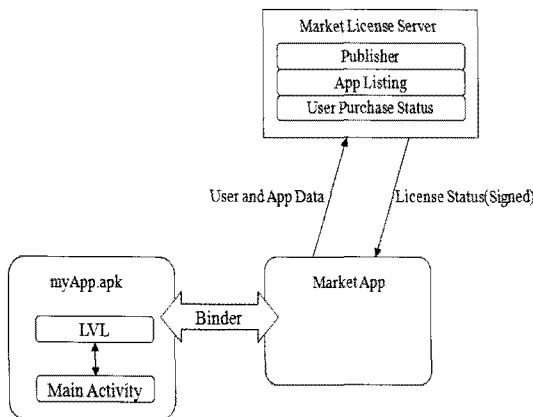 Market License Server
Publisher
App Listing
User Purchase Status
User and App Data
License Status(Signed)
myApp.apk
LVL
Main Activity
Binder
Market App